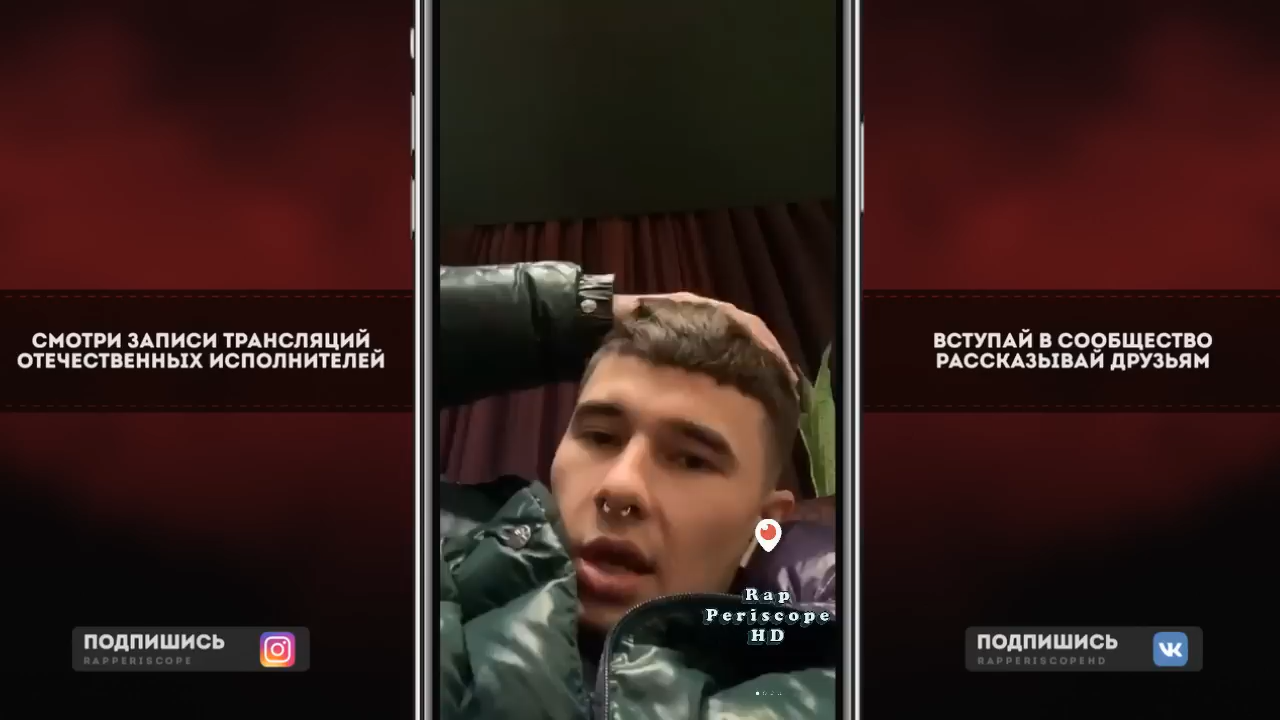 СМОТРИ ЗАПИСИ ТРАНСЛЯЦИЙ
ОТЕЧЕСТВЕННЫХ ИСПОЛНИТЕЛЕЙ
ВСТУПАЙ В СООБЩЕСТВО
РАССКАЗЫВАЙ ДРУЗЬЯМ
Rap
Periscope
HD
ПОДПИШИСЬ
RAPPERISCOPE
ПОДПИШИСЬ
RAPPERISCOPEHD